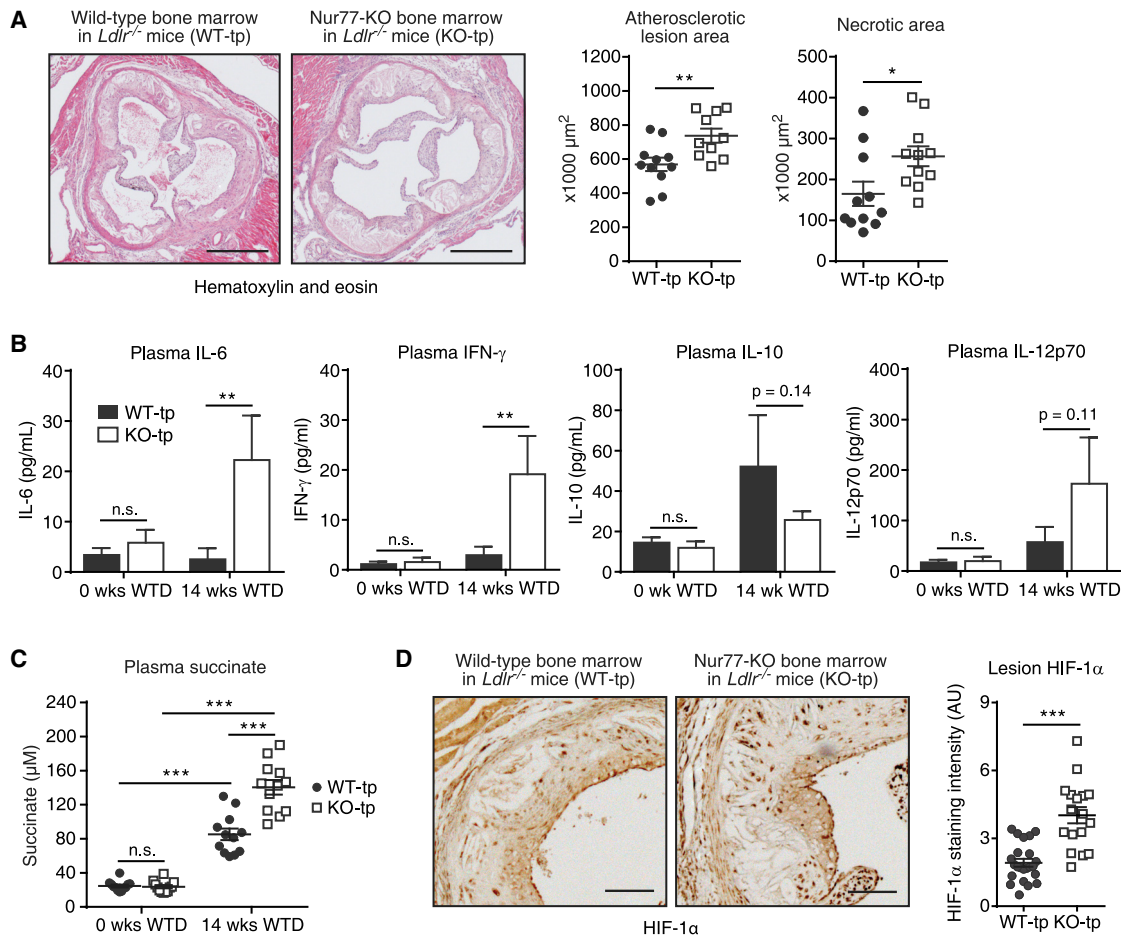 A
Wild-type bone marrow
in Ldlr-/- mice (WT-tp)
Nur77-KO bone marrow
in Ldlr-/- mice (KO-tp)
Hematoxylin and eosin
Atherosclerotic
lesion area
x1000 µm²
1200
1000
800
600
400
200
0
**
WT-tp KO-tp
Necrotic area
x1000 µm²
500
400
300
200
100
0
*
WT-tp KO-tp
B
Plasma IL-6
IL-6 (pg/mL)
40
30
20
10
0
WT-tp
KO-tp
n.s.
**
0 wks WTD 14 wks WTD
Plasma IFN-γ
IFN-γ (pg/ml)
40
30
20
10
0
n.s.
**
0 wks WTD 14 wks WTD
Plasma IL-10
IL-10 (pg/mL)
100
80
60
40
20
0
n.s.
p = 0.14
0 wk WTD 14 wk WTD
Plasma IL-12p70
IL-12p70 (pg/ml)
400
300
200
100
0
n.s.
p = 0.11
0 wks WTD 14 wks WTD
C
Plasma succinate
Succinate (µM)
240
200
160
120
80
40
0
***
***
***
n.s.
WT-tp
KO-tp
0 wks WTD 14 wks WTD
D
Wild-type bone marrow
in Ldlr-/- mice (WT-tp)
Nur77-KO bone marrow
in Ldlr-/- mice (KO-tp)
HIF-1α
Lesion HIF-1α
HIF-1α staining intensity (AU)
9
6
3
0
***
WT-tp KO-tp